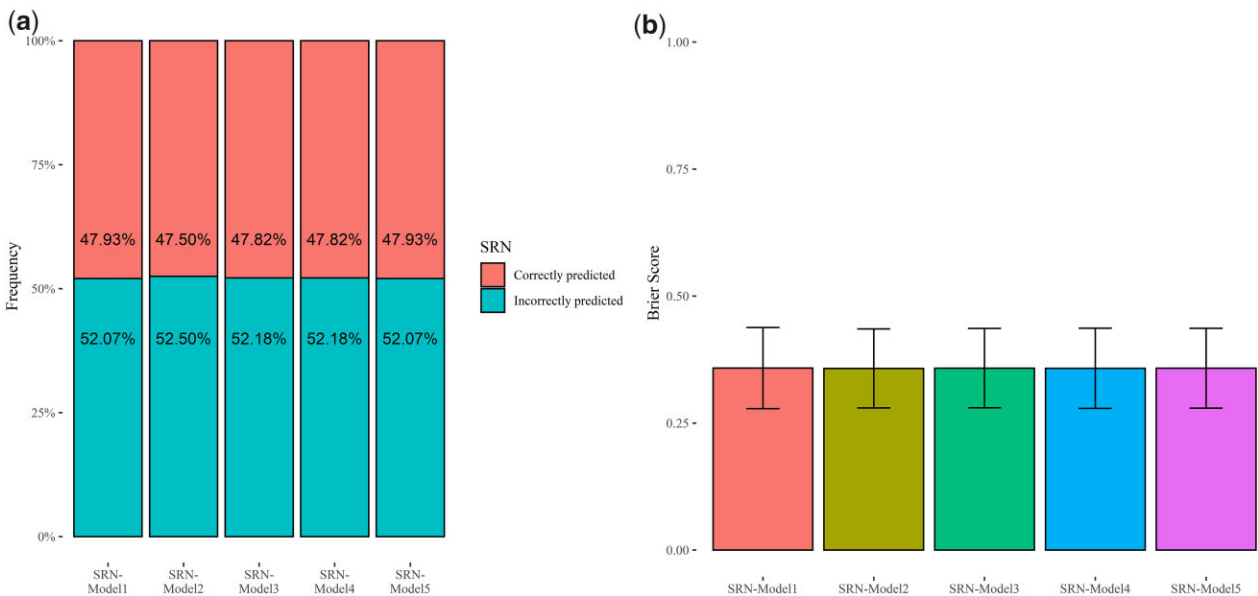 (a)
100%
75%
50%
25%
0%
Frequency
47.93% 47.50% 47.82% 47.82% 47.93%
52.07% 52.50% 52.18% 52.18% 52.07%
SRN-
Model1
SRN-
Model2
SRN-
Model3
SRN-
Model4
SRN-
Model5
SRN
Correctly predicted
Incorrectly predicted
(b)
1.00
0.75
0.50
0.25
0.00
Brier Score
SRN-Model1 SRN-Model2 SRN-Model3 SRN-Model4 SRN-Model5